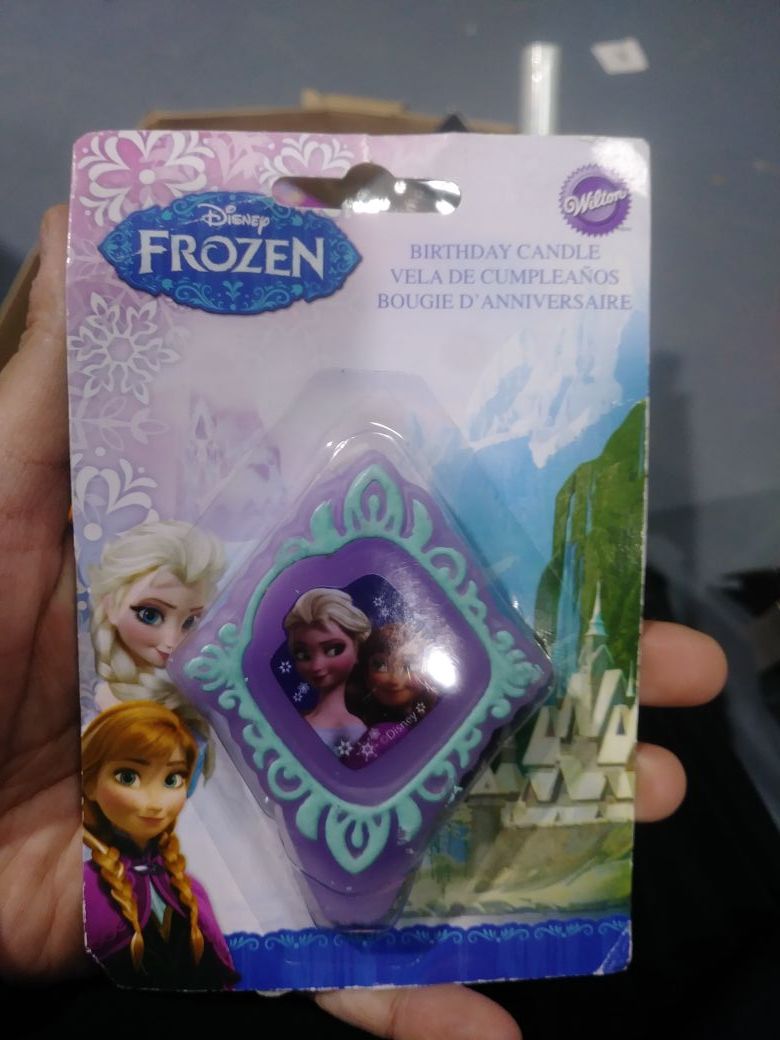 Disney
FROZEN
Wilton
BIRTHDAY CANDLE
VELA DE CUMPLEAÑOS
BOUGIE D'ANNIVERSAIRE
©Disney